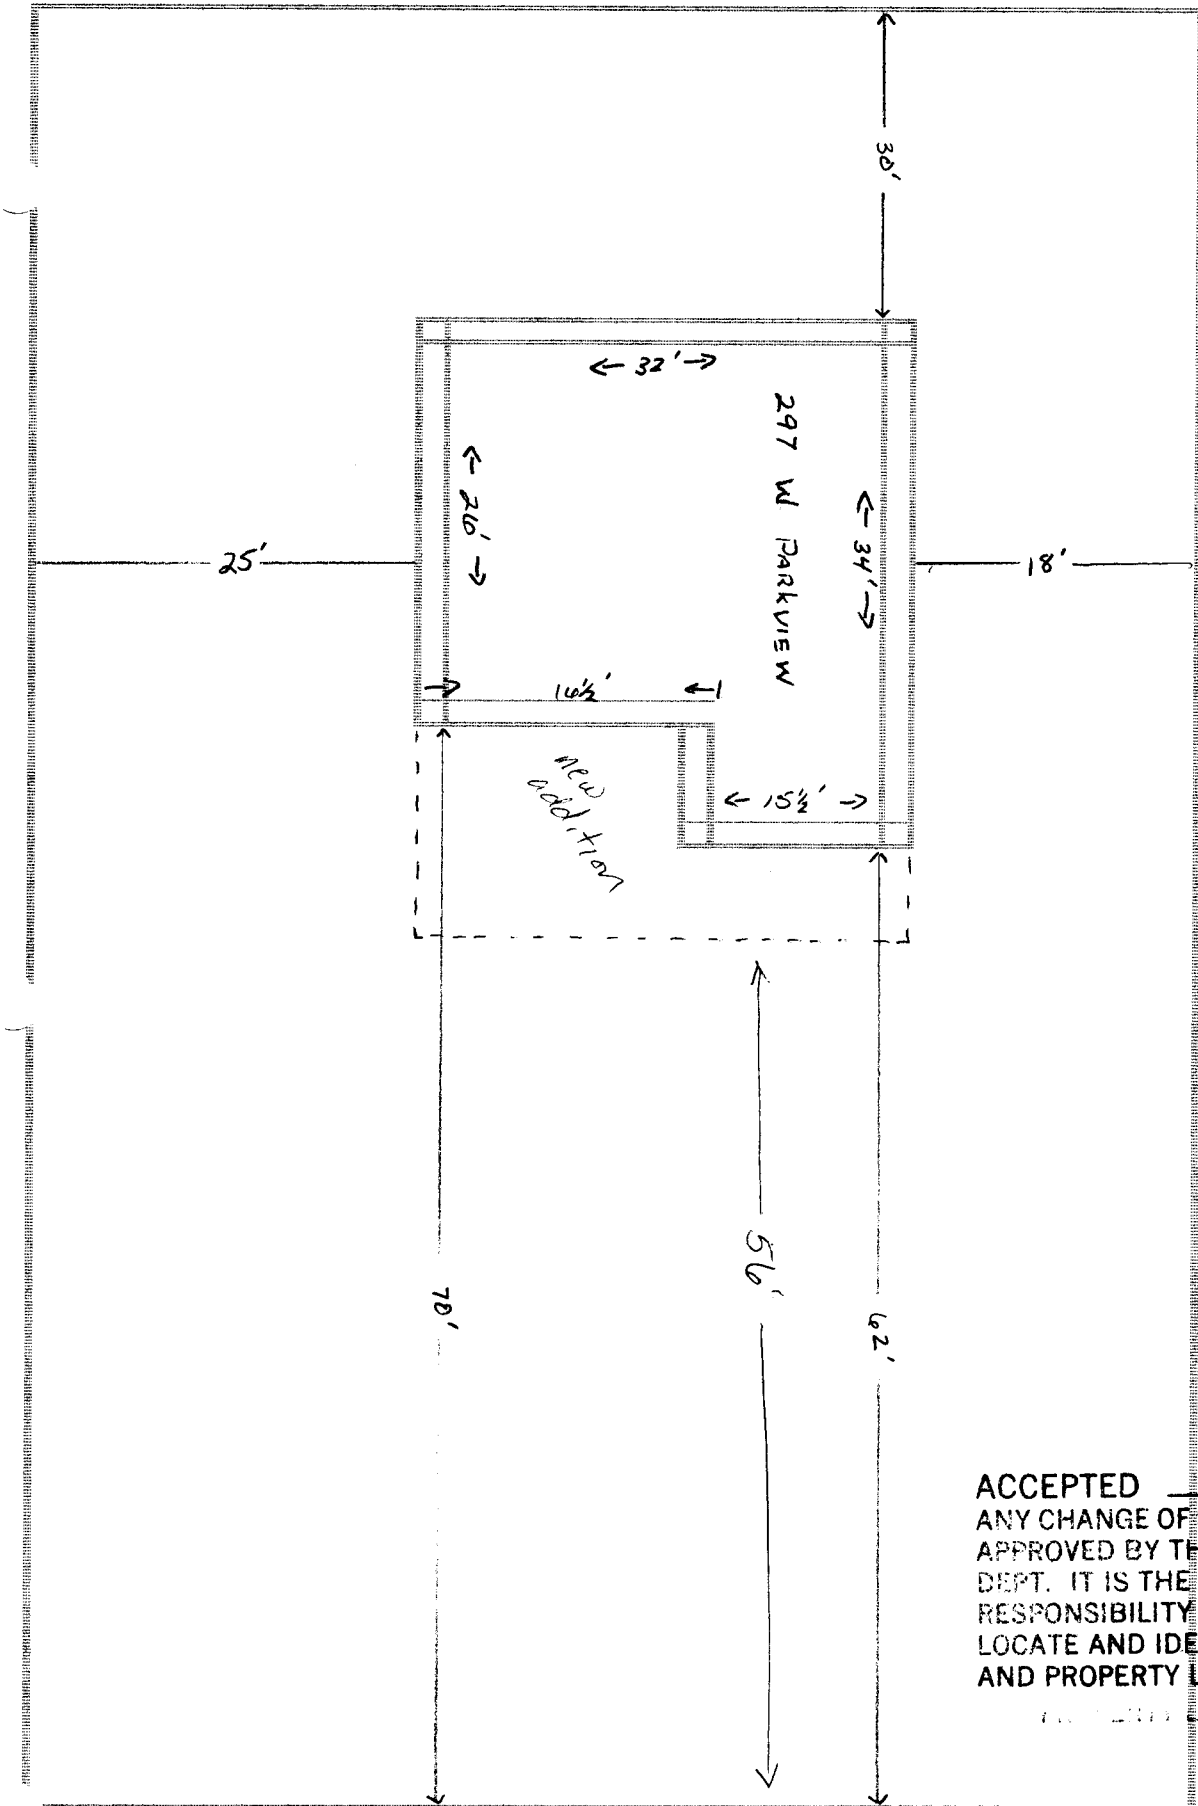 30'
← 32' →
297 W PARKVIEW
← 34' →
← 26' →
25'
18'
16½'
← 15½' →
new
addition
56'
62'
70'
ACCEPTED
ANY CHANGE OF
APPROVED BY TH
DEPT. IT IS THE
RESPONSIBILITY
LOCATE AND IDE
AND PROPERTY L